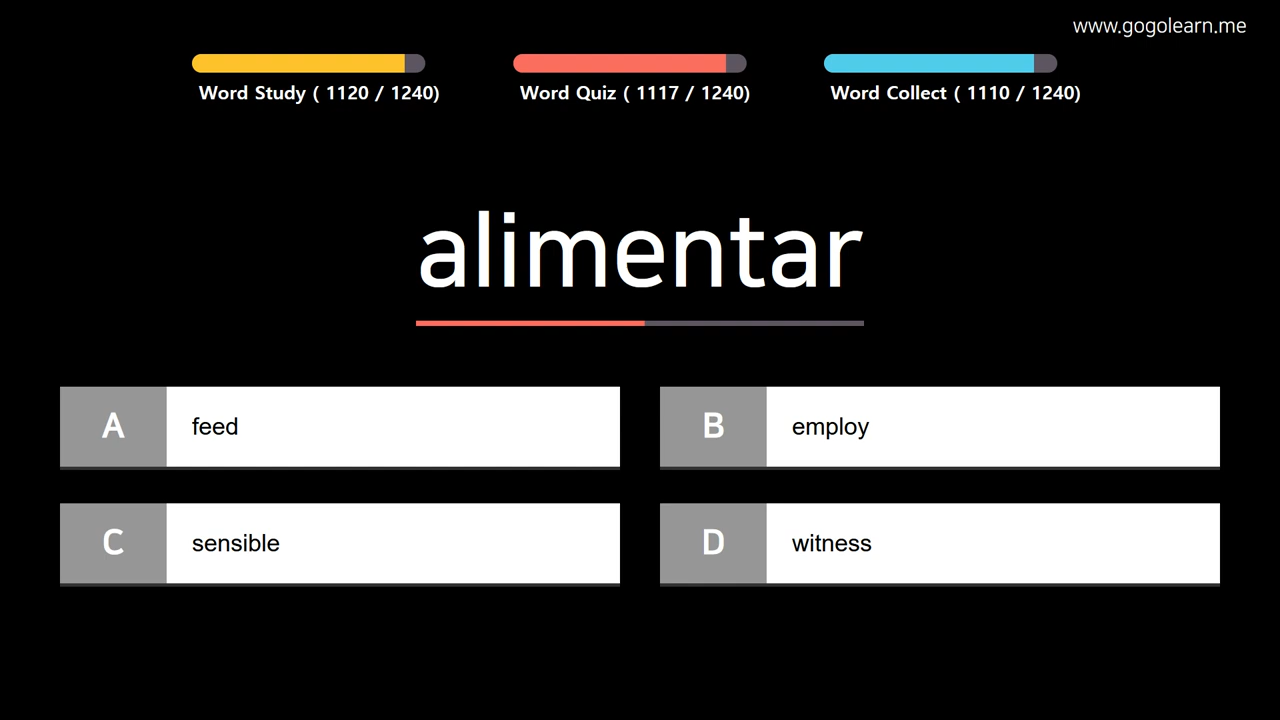 www.gogolearn.me
Word Study ( 1120 / 1240)
Word Quiz ( 1117 / 1240)
Word Collect ( 1110 / 1240)
alimentar
A feed
B employ
C sensible
D witness